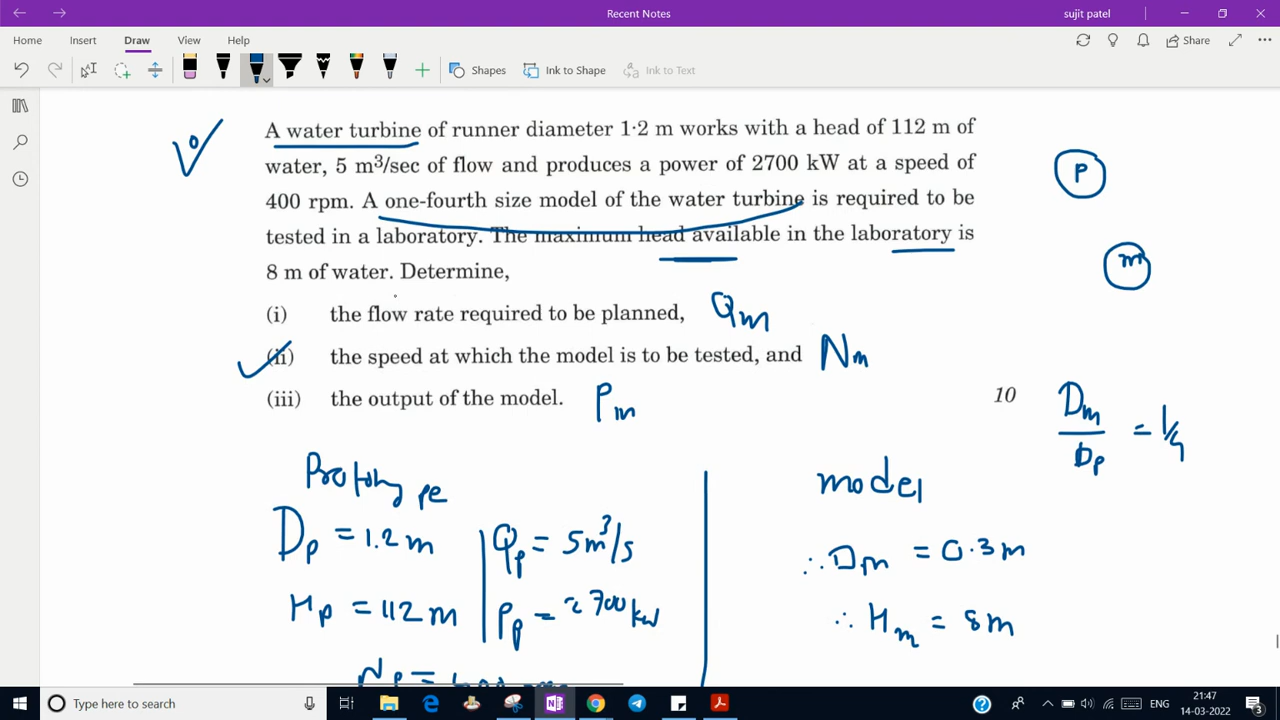 Recent Notes
sujit patel
Home Insert Draw View Help
Share
Shapes Ink to Shape Ink to Text
A water turbine of runner diameter 1·2 m works with a head of 112 m of
water, 5 m³/sec of flow and produces a power of 2700 kW at a speed of
400 rpm. A one-fourth size model of the water turbine is required to be
tested in a laboratory. The maximum head available in the laboratory is
8 m of water. Determine,
(i) the flow rate required to be planned, Qm
(ii) the speed at which the model is to be tested, and Nm
(iii) the output of the model. Pm
10
P
m
Dm/Dp = 1/4
Prototype
Dp = 1.2 m
Qp = 5 m³/s
Hp = 112 m
Pp = 2700 kW
Np =
model
∴ Dm = 0.3 m
∴ Hm = 8 m
Type here to search
ENG
21:47
14-03-2022
3